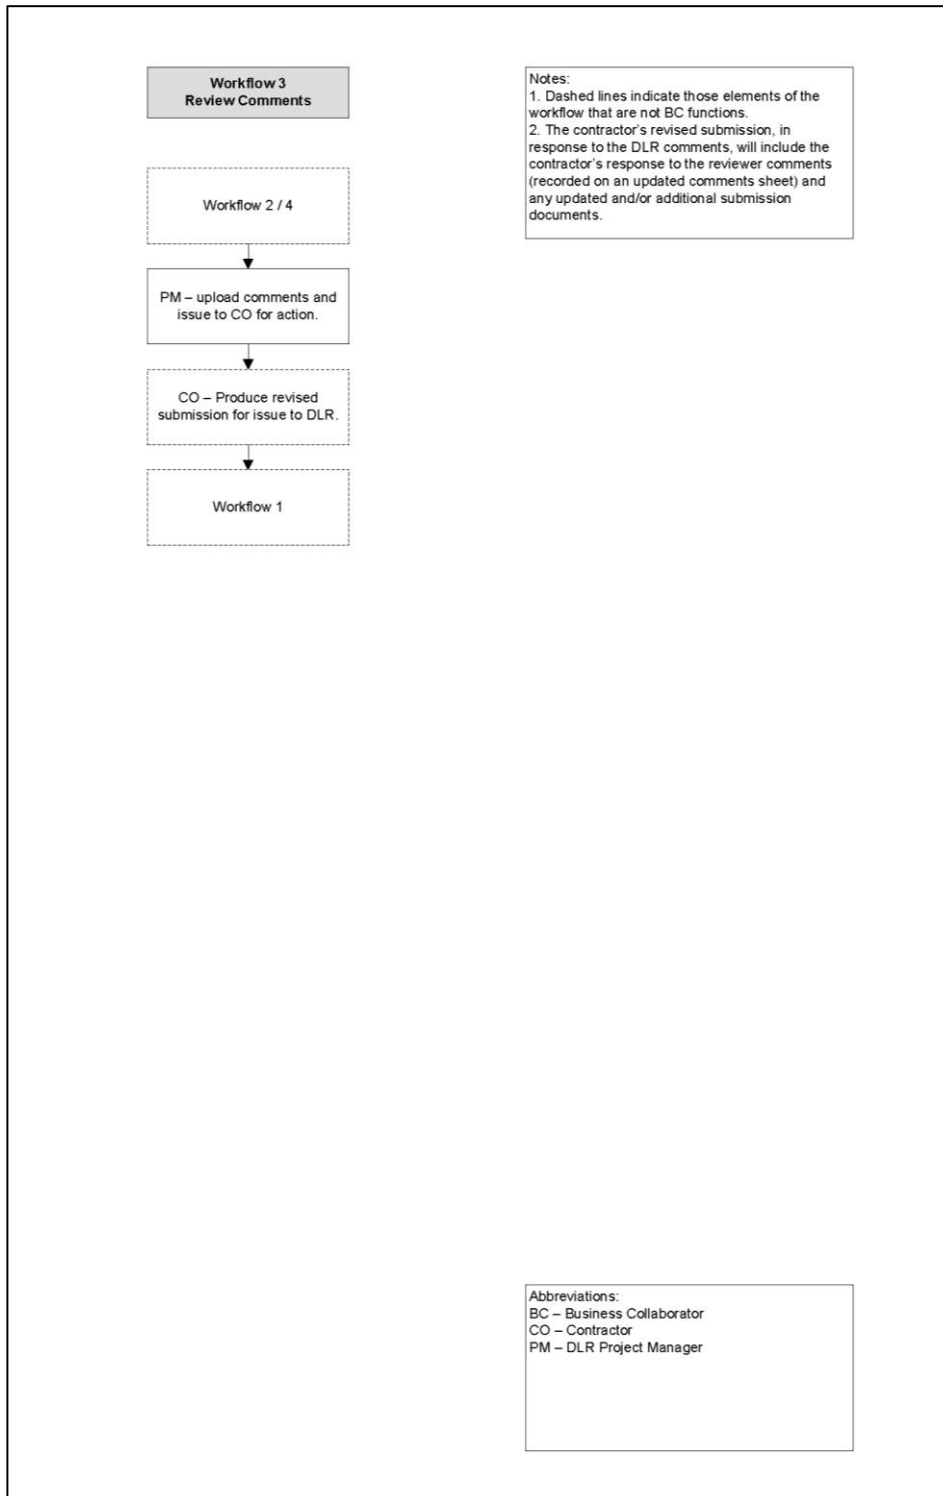 Workflow 3
Review Comments
Workflow 2 / 4
PM – upload comments and
issue to CO for action.
CO – Produce revised
submission for issue to DLR.
Workflow 1
Notes:
1. Dashed lines indicate those elements of the
workflow that are not BC functions.
2. The contractor's revised submission, in
response to the DLR comments, will include the
contractor's response to the reviewer comments
(recorded on an updated comments sheet) and
any updated and/or additional submission
documents.
Abbreviations:
BC – Business Collaborator
CO – Contractor
PM – DLR Project Manager